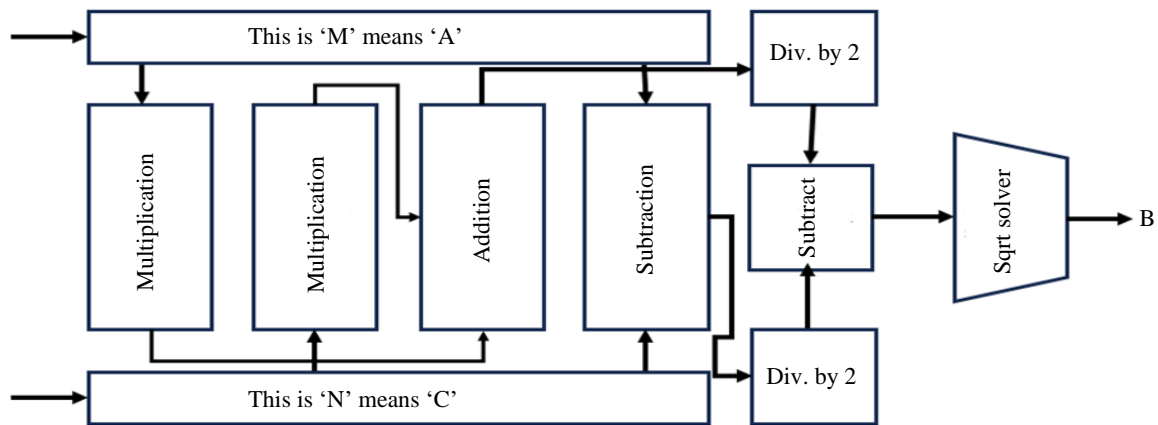 This is ‘M’ means ‘A’
Div. by 2
Multiplication
Multiplication
Addition
Subtraction
Subtract
Sqrt solver
B
This is ‘N’ means ‘C’
Div. by 2